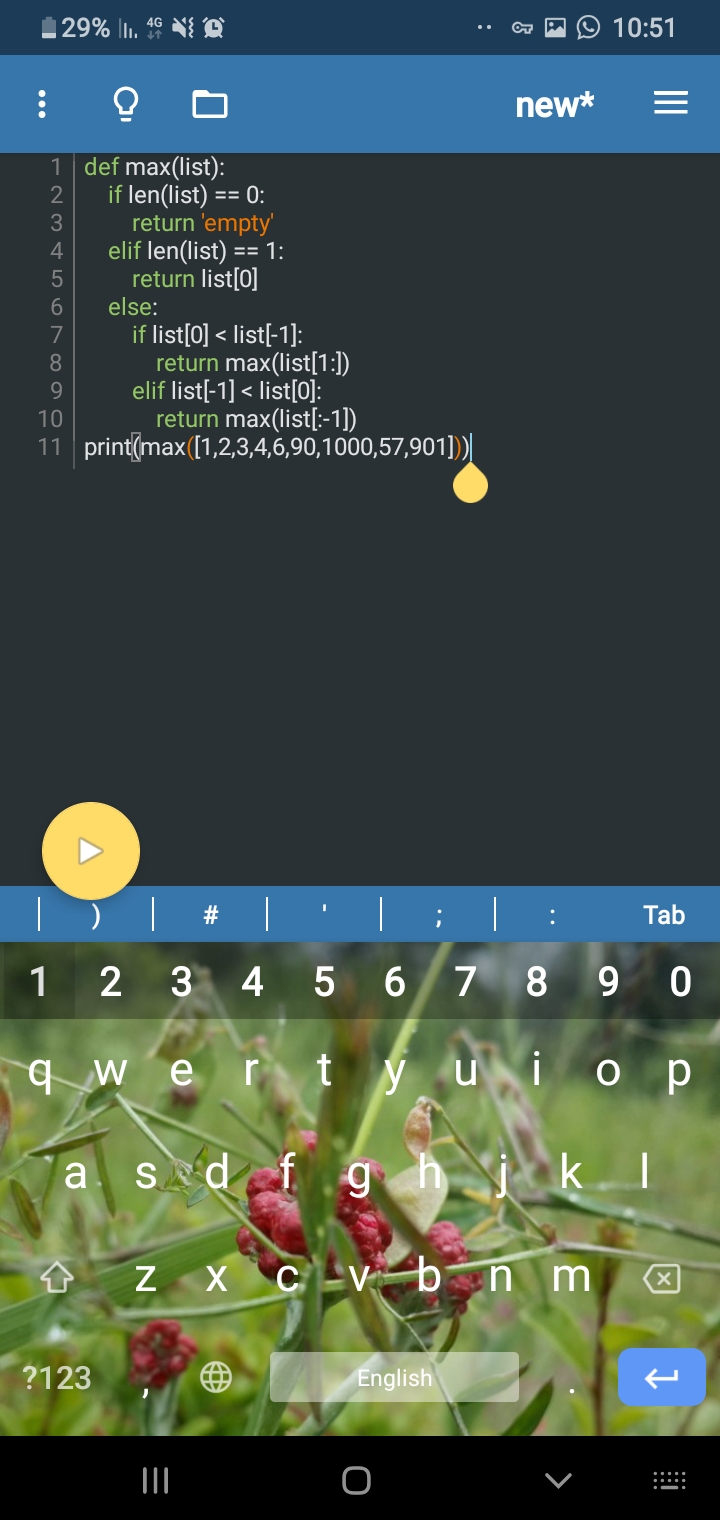 29% 4G 10:51
new*
1 def max(list):
2 if len(list) == 0:
3 return 'empty'
4 elif len(list) == 1:
5 return list[0]
6 else:
7 if list[0] < list[-1]:
8 return max(list[1:])
9 elif list[-1] < list[0]:
10 return max(list[:-1])
11 print(max([1,2,3,4,6,90,1000,57,901]))
) # ' ; : Tab
1 2 3 4 5 6 7 8 9 0
q w e r t y u i o p
a s d f g h j k l
z x c v b n m
?123 , English .